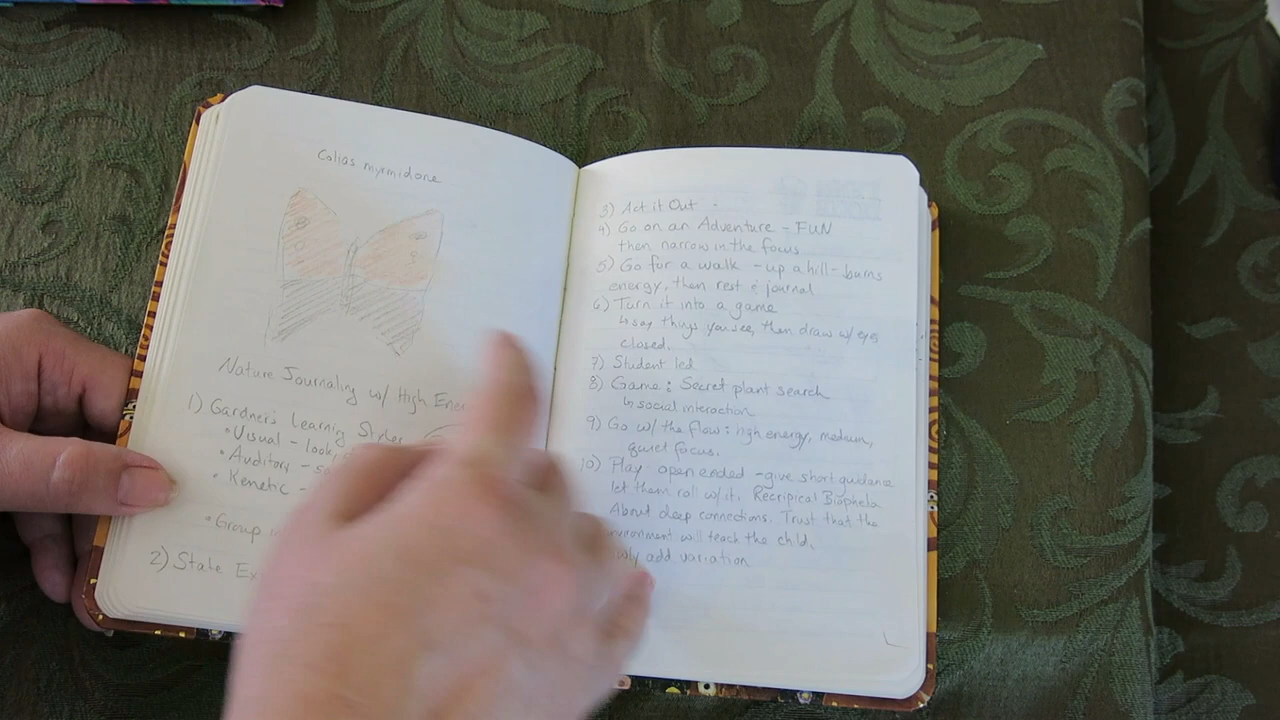 Colias myrmidone
Nature Journaling w/ High Ener
1) Gardner's Learning Styles
• Visual - look,
• Auditory -
• Kenetic -
• Group
2) State Ex
3) Act it Out -
4) Go on an Adventure - FUN
then narrow in the focus
5) Go for a walk - up a hill - burns
energy, then rest & journal
6) Turn it into a game
↳ say thigs you see, then draw w/ eyes
closed.
7) Student led
8) Game: Secret plant search
↳ social interaction
9) Go w/ the flow: high energy, medium,
quiet focus.
10) Play open ended - give short guidance
let them roll w/ it. Recripical Biophela
About deep connections. Trust that the
vironment will teach the child.
wly add variation